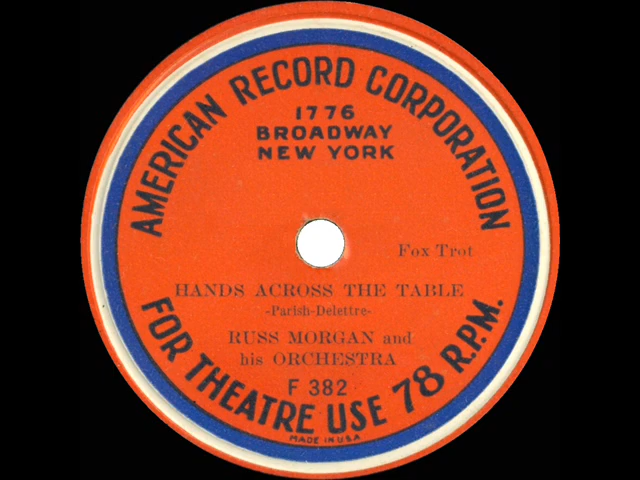 AMERICAN RECORD CORPORATION
1776
BROADWAY
NEW YORK
Fox Trot
HANDS ACROSS THE TABLE
-Parish-Delettre-
RUSS MORGAN and
his ORCHESTRA
F 382
FOR THEATRE USE 78 R.P.M.
MADE IN U.S.A